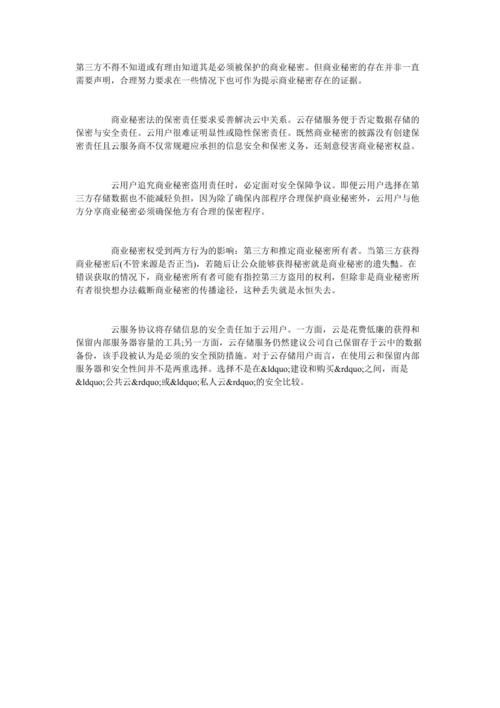 第三方不得不知道或有理由知道其是必须被保护的商业秘密。但商业秘密的存在并非一直
需要声明，合理努力要求在一些情况下也可作为提示商业秘密存在的证据。
商业秘密法的保密责任要求妥善解决云中关系。云存储服务便于否定数据存储的
保密与安全责任。云用户很难证明显性或隐性保密责任。既然商业秘密的披露没有创建保
密责任且云服务商不仅常规避应承担的信息安全和保密义务，还刻意侵害商业秘密权益。
云用户追究商业秘密盗用责任时，必定面对安全保障争议。即便云用户选择在第
三方存储数据也不能减轻负担，因为除了确保内部程序合理保护商业秘密外，云用户与他
方分享商业秘密必须确保他方有合理的保密程序。
商业秘密权受到两方行为的影响：第三方和推定商业秘密所有者。当第三方获得
商业秘密后(不管来源是否正当)，若随后让公众能够获得秘密就是商业秘密的遗失。在
错误获取的情况下，商业秘密所有者可能有指控第三方盗用的权利，但除非是商业秘密所
有者很快想办法截断商业秘密的传播途径，这种丢失就是永恒失去。
云服务协议将存储信息的安全责任加于云用户。一方面，云是花费低廉的获得和
保留内部服务器容量的工具;另一方面，云存储服务仍然建议公司自己保留存于云中的数据
备份，该手段被认为是必须的安全预防措施。对于云存储用户而言，在使用云和保留内部
服务器和安全性间并不是两重选择。选择不是在&ldquo;建设和购买&rdquo;之间，而是
&ldquo;公共云&rdquo;或&ldquo;私人云&rdquo;的安全比较。